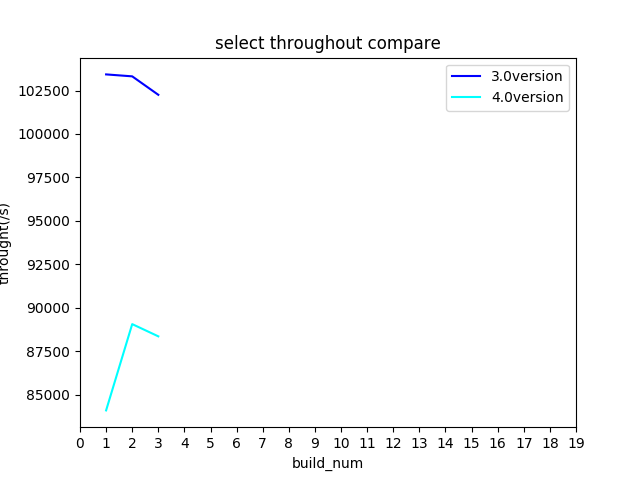 select throughout compare
3.0version
4.0version
102500
100000
97500
95000
92500
90000
87500
85000
throught(/s)
0 1 2 3 4 5 6 7 8 9 10 11 12 13 14 15 16 17 18 19
build_num